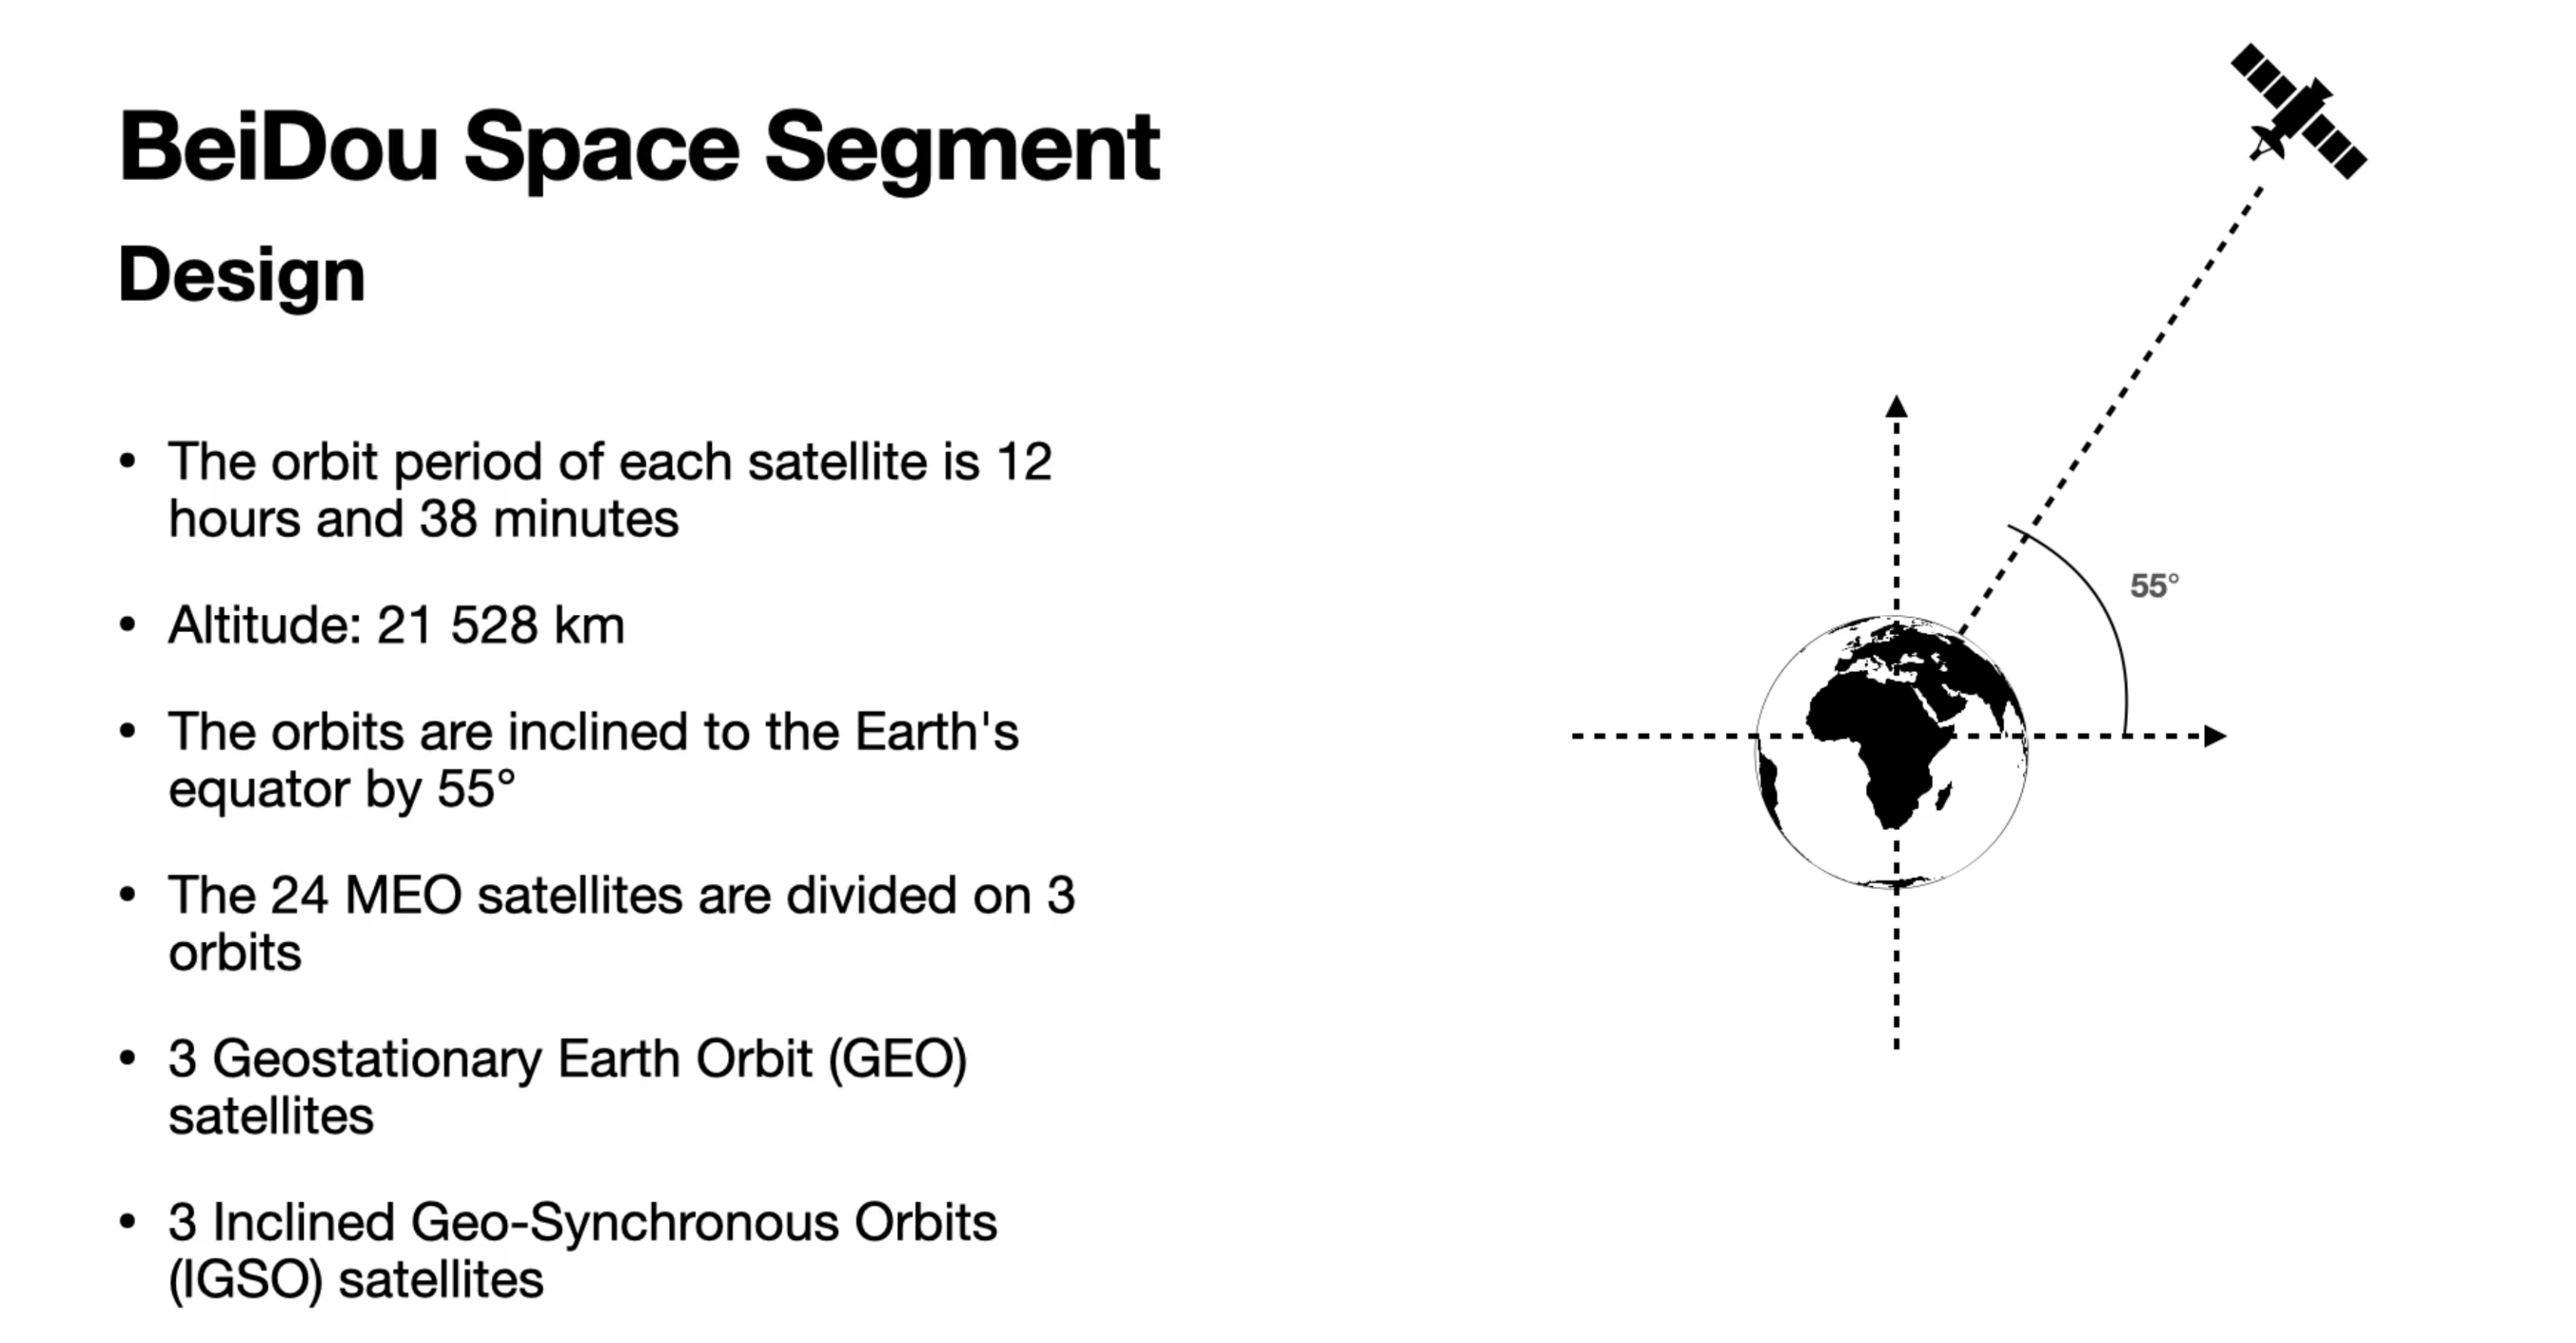 BeiDou Space Segment
Design
• The orbit period of each satellite is 12
hours and 38 minutes
• Altitude: 21 528 km
• The orbits are inclined to the Earth's
equator by 55°
• The 24 MEO satellites are divided on 3
orbits
• 3 Geostationary Earth Orbit (GEO)
satellites
• 3 Inclined Geo-Synchronous Orbits
(IGSO) satellites
55°